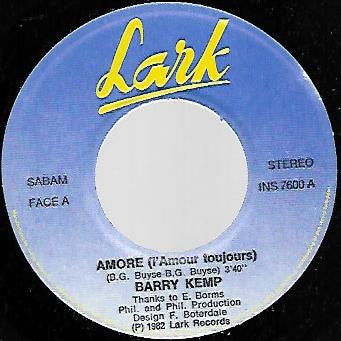 Lark
SABAM
STEREO
FACE A
INS 7600 A
AMORE (l'Amour toujours)
(B.G. Buyse-B.G. Buyse) 3'40"
BARRY KEMP
Thanks to E. Borms
Phil. and Phil. Production
Design F. Boterdale
(P) 1982 Lark Records